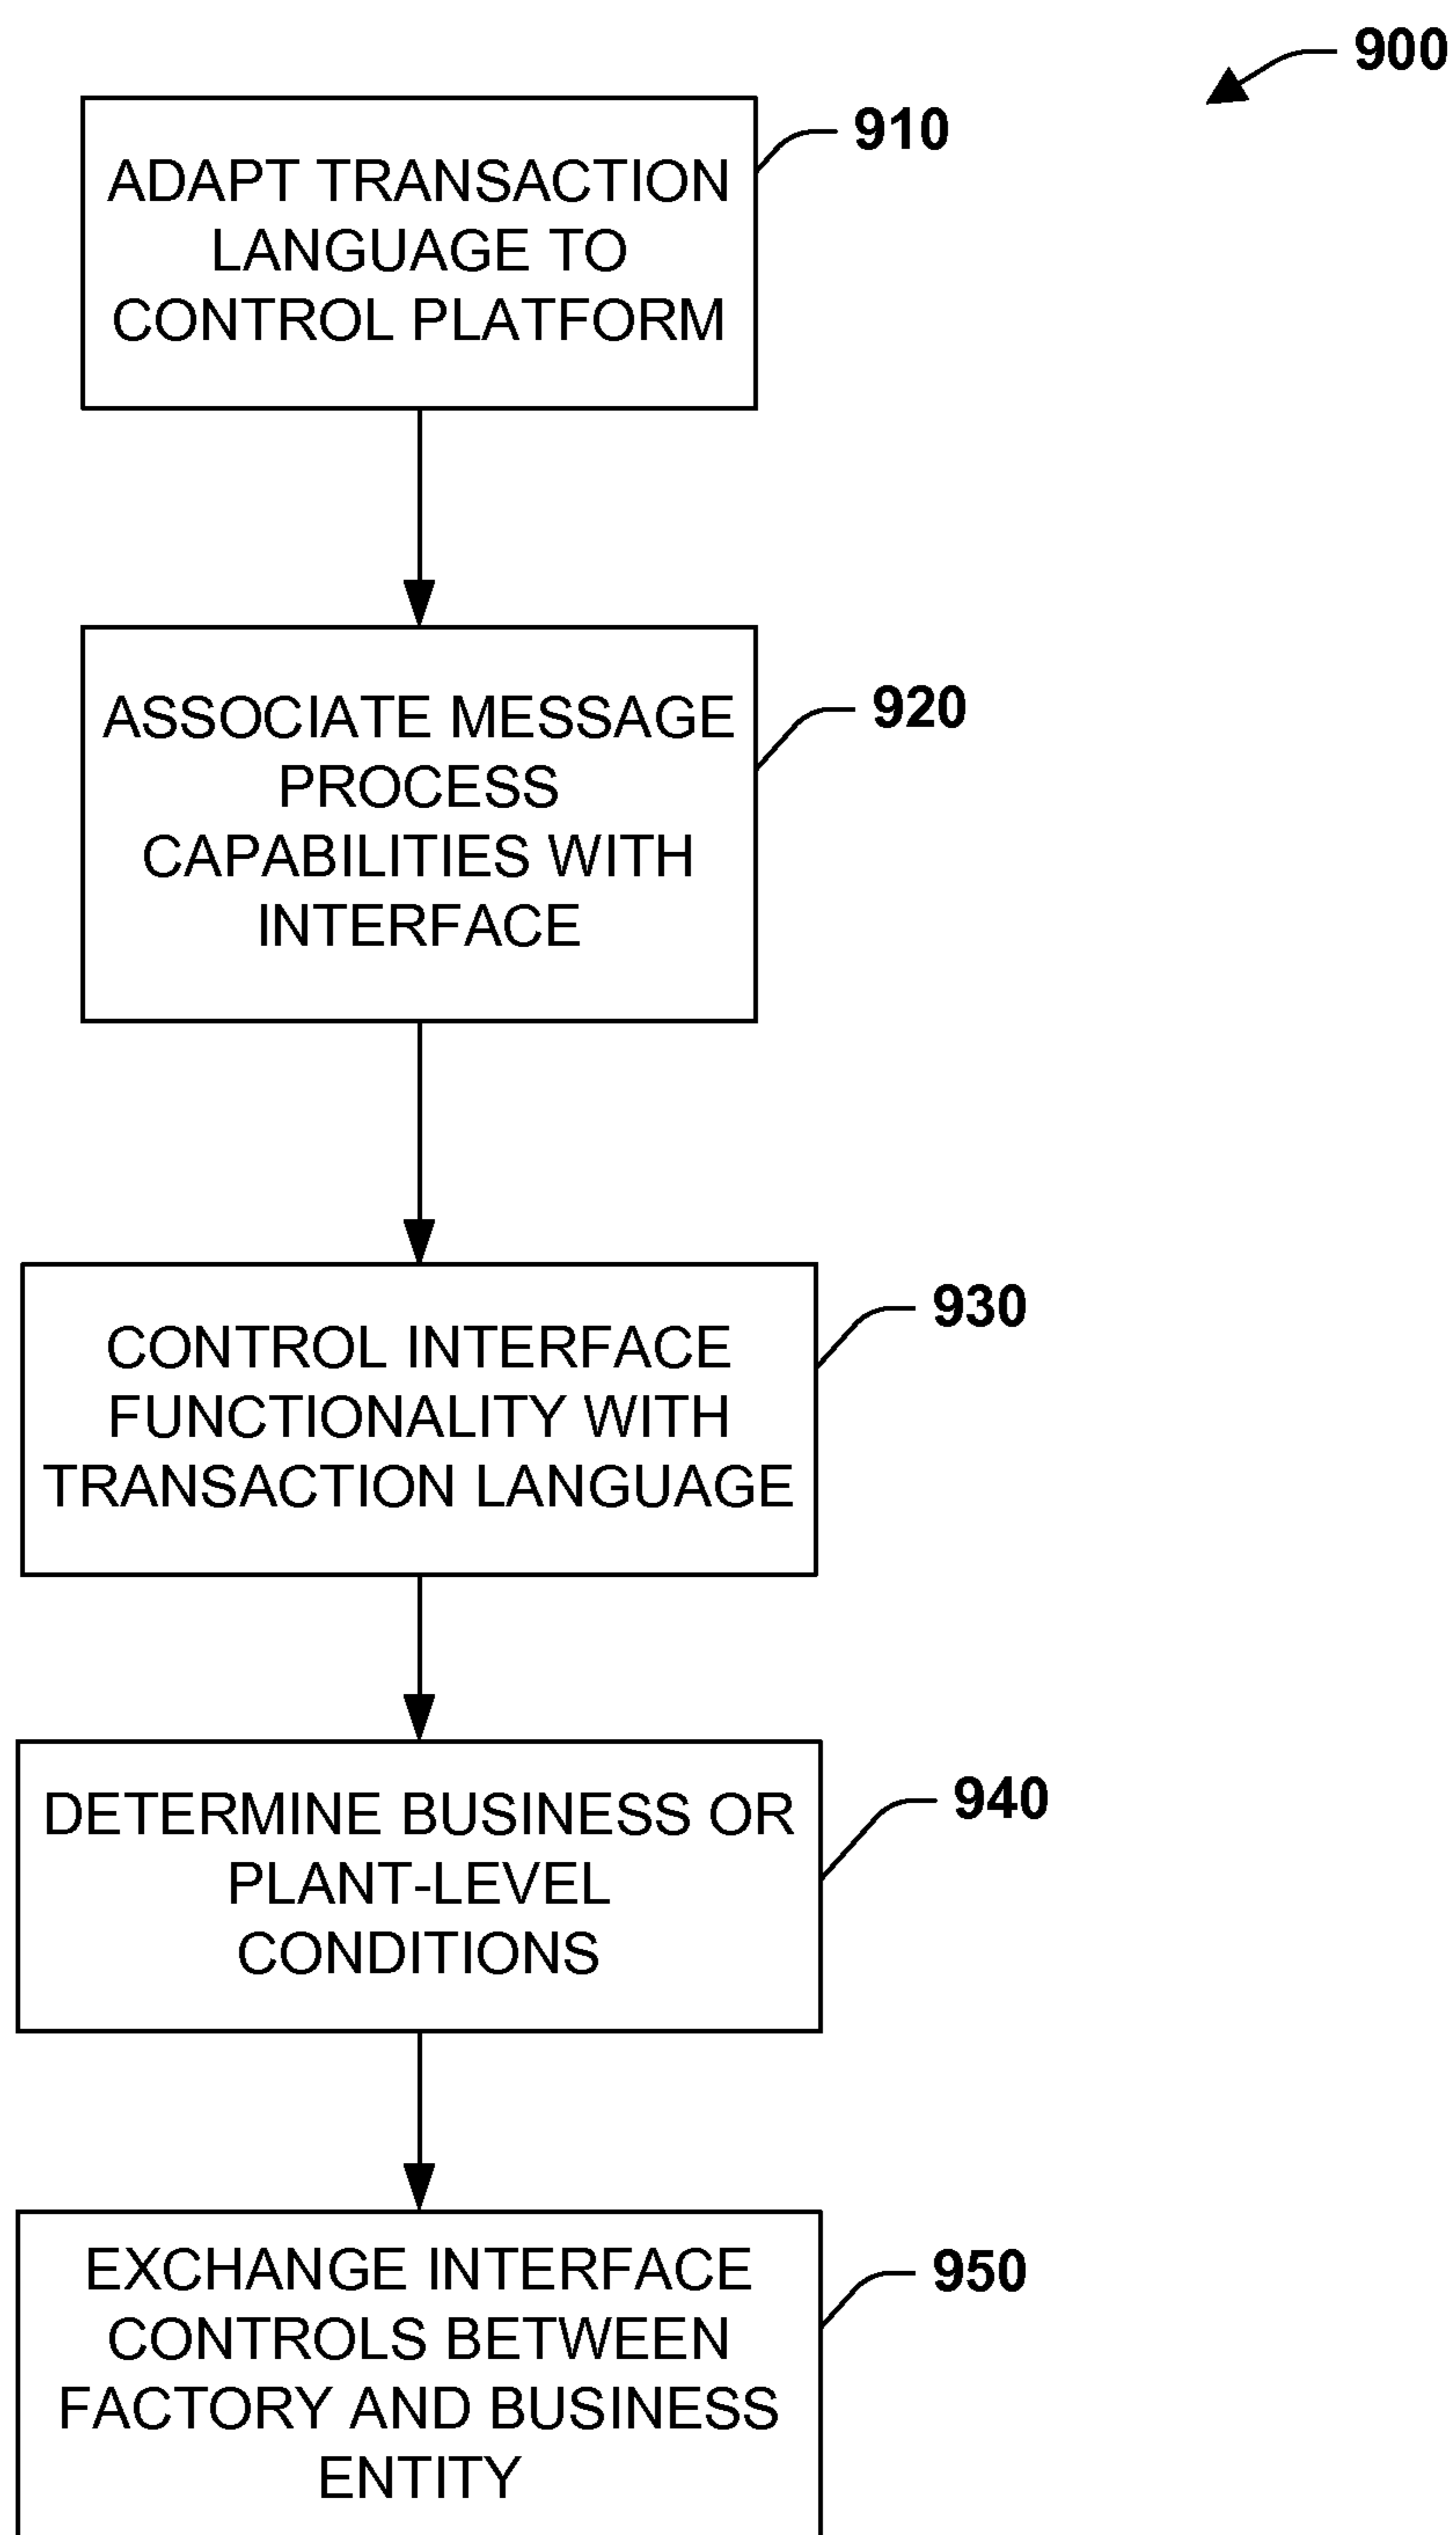 900
910
ADAPT TRANSACTION
LANGUAGE TO
CONTROL PLATFORM
920
ASSOCIATE MESSAGE
PROCESS
CAPABILITIES WITH
INTERFACE
930
CONTROL INTERFACE
FUNCTIONALITY WITH
TRANSACTION LANGUAGE
940
DETERMINE BUSINESS OR
PLANT-LEVEL
CONDITIONS
950
EXCHANGE INTERFACE
CONTROLS BETWEEN
FACTORY AND BUSINESS
ENTITY